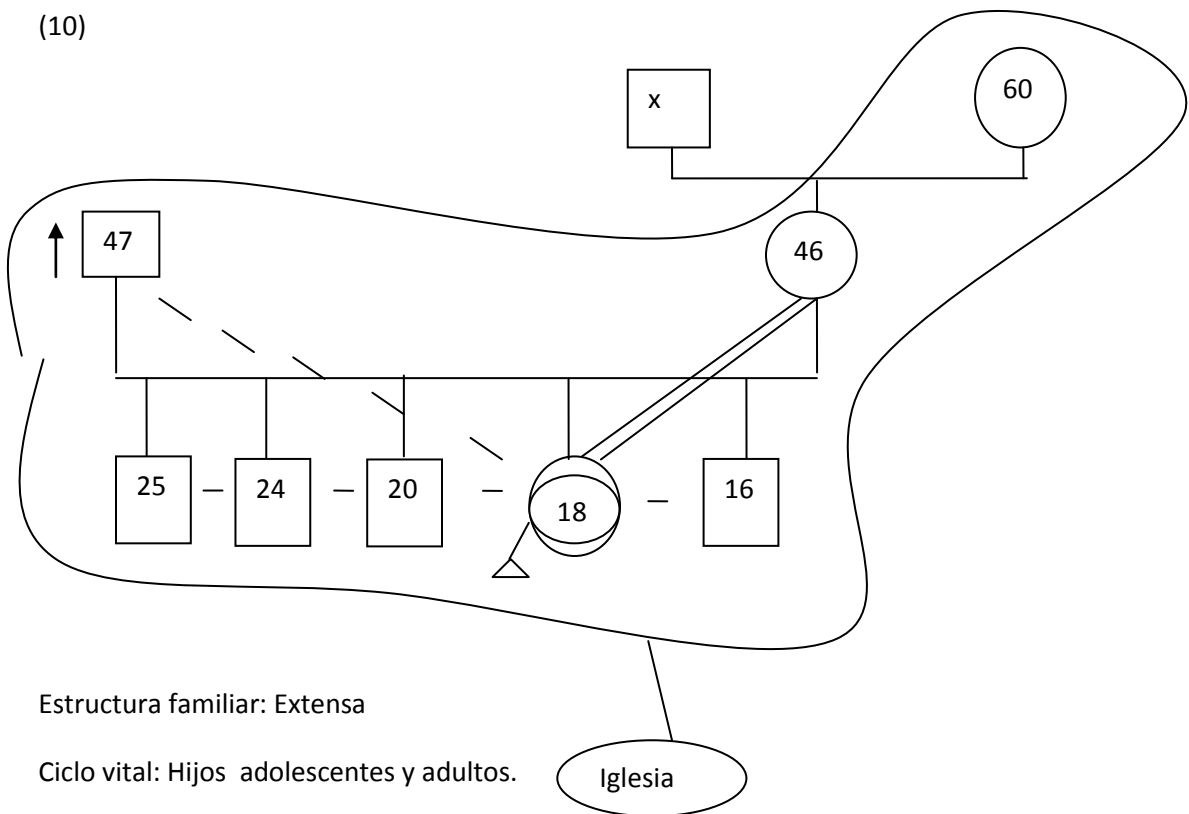 (10)
x
60
47
46
25
24
20
18
16
Estructura familiar: Extensa
Ciclo vital: Hijos adolescentes y adultos.
Iglesia